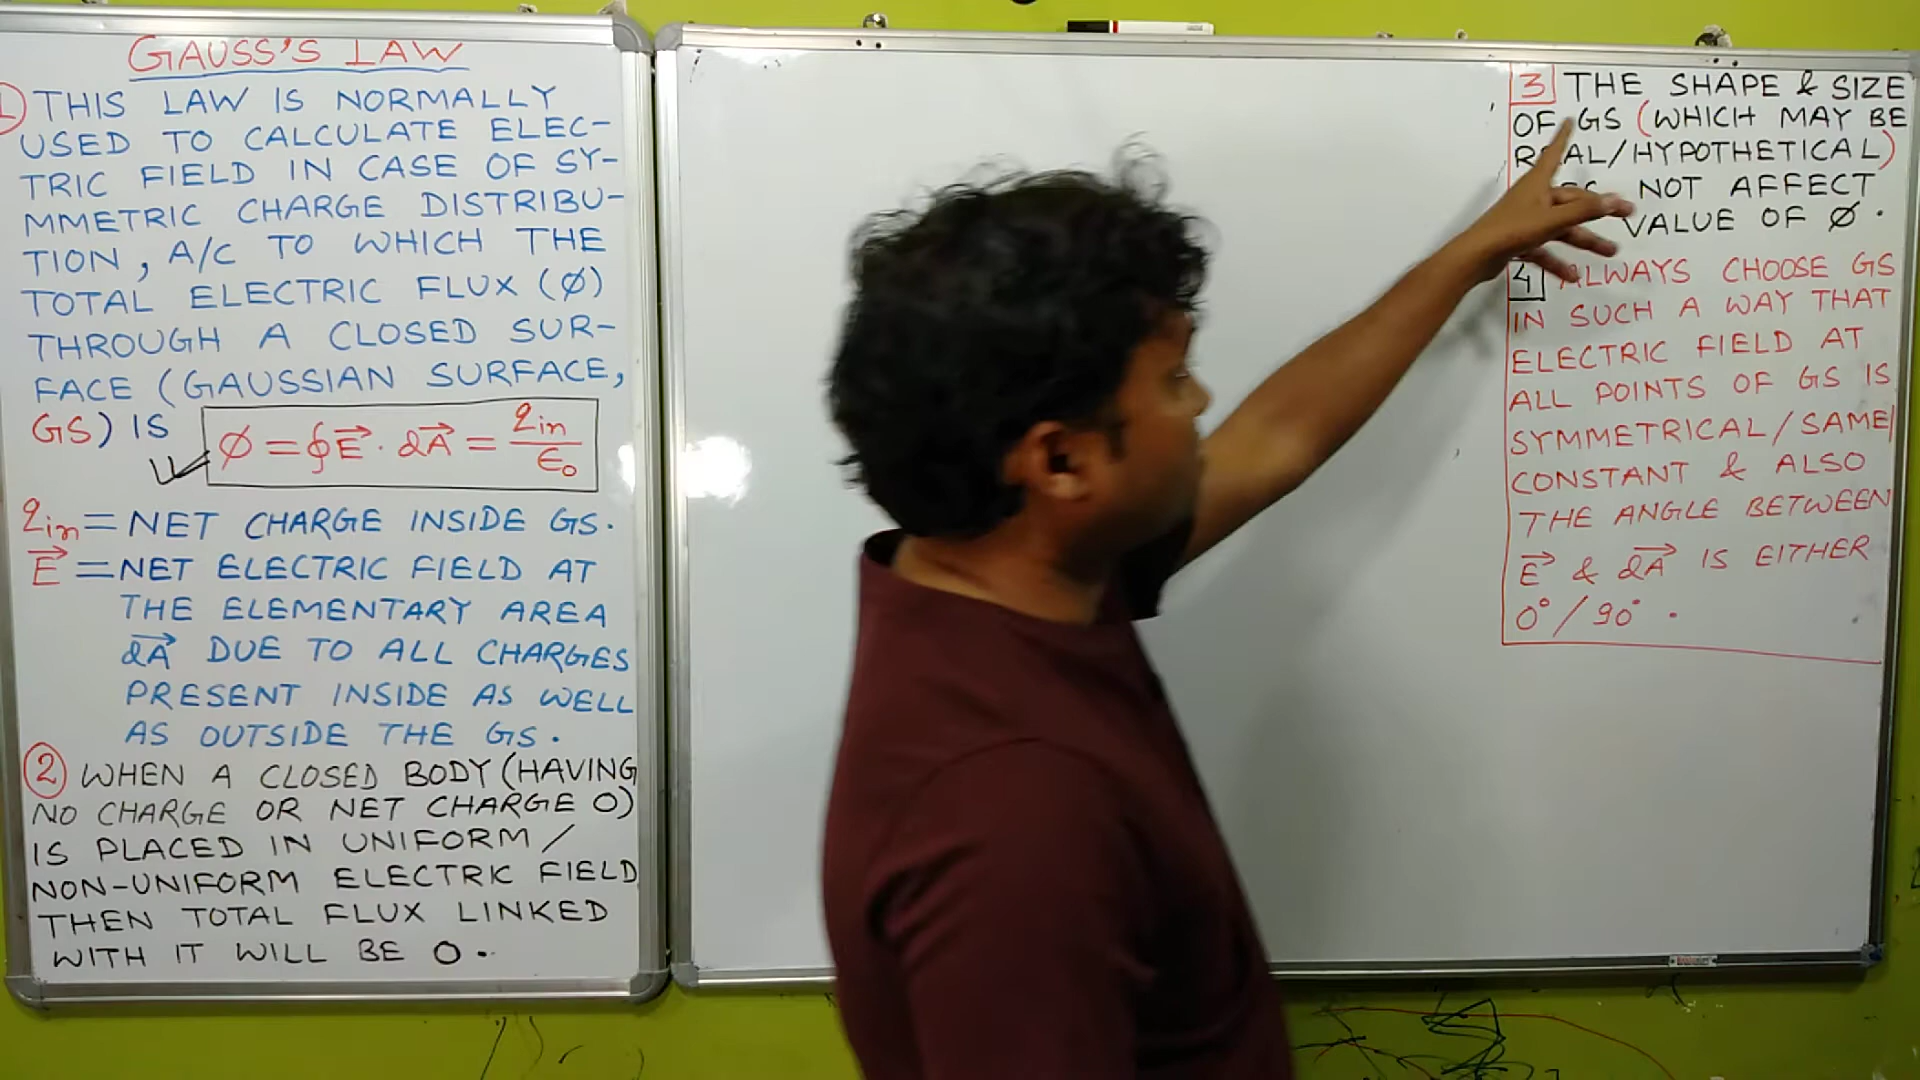 GAUSS'S LAW
1 THIS LAW IS NORMALLY
USED TO CALCULATE ELEC-
TRIC FIELD IN CASE OF SY-
MMETRIC CHARGE DISTRIBU-
TION, A/C TO WHICH THE
TOTAL ELECTRIC FLUX (Ø)
THROUGH A CLOSED SUR-
FACE (GAUSSIAN SURFACE,
GS) IS Ø = ∮E⃗ · dA⃗ = qin/ϵ0
qin = NET CHARGE INSIDE GS.
E⃗ = NET ELECTRIC FIELD AT
THE ELEMENTARY AREA
dA⃗ DUE TO ALL CHARGES
PRESENT INSIDE AS WELL
AS OUTSIDE THE GS.
2 WHEN A CLOSED BODY (HAVING
NO CHARGE OR NET CHARGE 0)
IS PLACED IN UNIFORM /
NON-UNIFORM ELECTRIC FIELD
THEN TOTAL FLUX LINKED
WITH IT WILL BE 0.
3 THE SHAPE & SIZE
OF GS (WHICH MAY BE
REAL/HYPOTHETICAL)
NOT AFFECT
VALUE OF Ø.
4 ALWAYS CHOOSE GS
IN SUCH A WAY THAT
ELECTRIC FIELD AT
ALL POINTS OF GS IS
SYMMETRICAL/SAME/
CONSTANT & ALSO
THE ANGLE BETWEEN
E⃗ & dA⃗ IS EITHER
0°/90°.